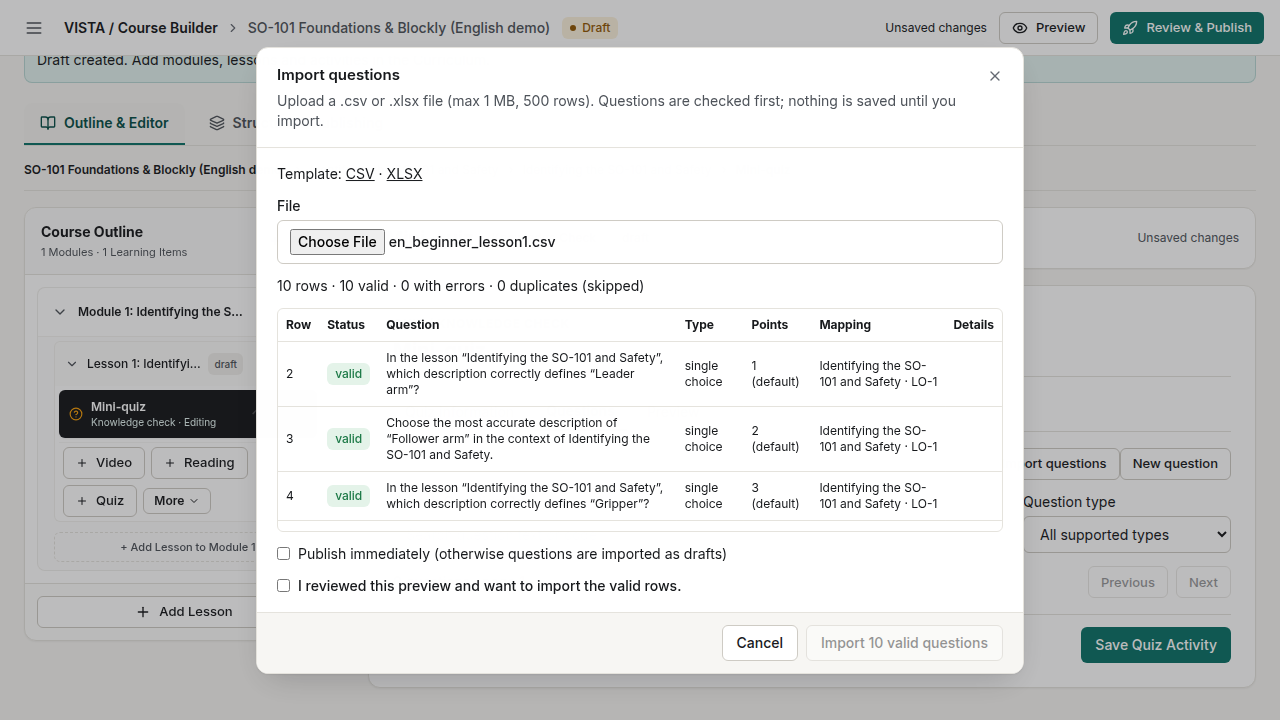 VISTA / Course Builder > SO-101 Foundations & Blockly (English demo) Draft Unsaved changes Preview Review & Publish
Draft created. Add modules,
Outline & Editor
SO-101 Foundations & Blockly (English d
Course Outline
1 Modules · 1 Learning Items
Unsaved changes
Module 1: Identifying the S...
Lesson 1: Identifyi... draft
Mini-quiz
Knowledge check · Editing
+ Video + Reading
+ Quiz More
+ Add Lesson to Module 1
+ Add Lesson
Import questions
Upload a .csv or .xlsx file (max 1 MB, 500 rows). Questions are checked first; nothing is saved until you
import.
Template: CSV · XLSX
File
Choose File en_beginner_lesson1.csv
10 rows · 10 valid · 0 with errors · 0 duplicates (skipped)
Row Status Question Type Points Mapping Details
2 valid In the lesson “Identifying the SO-101 and Safety”, which description correctly defines “Leader arm”? single choice 1 (default) Identifying the SO-101 and Safety · LO-1
3 valid Choose the most accurate description of “Follower arm” in the context of Identifying the SO-101 and Safety. single choice 2 (default) Identifying the SO-101 and Safety · LO-1
4 valid In the lesson “Identifying the SO-101 and Safety”, which description correctly defines “Gripper”? single choice 3 (default) Identifying the SO-101 and Safety · LO-1
Publish immediately (otherwise questions are imported as drafts)
I reviewed this preview and want to import the valid rows.
Cancel Import 10 valid questions
ort questions New question
Question type
All supported types
Previous Next
Save Quiz Activity